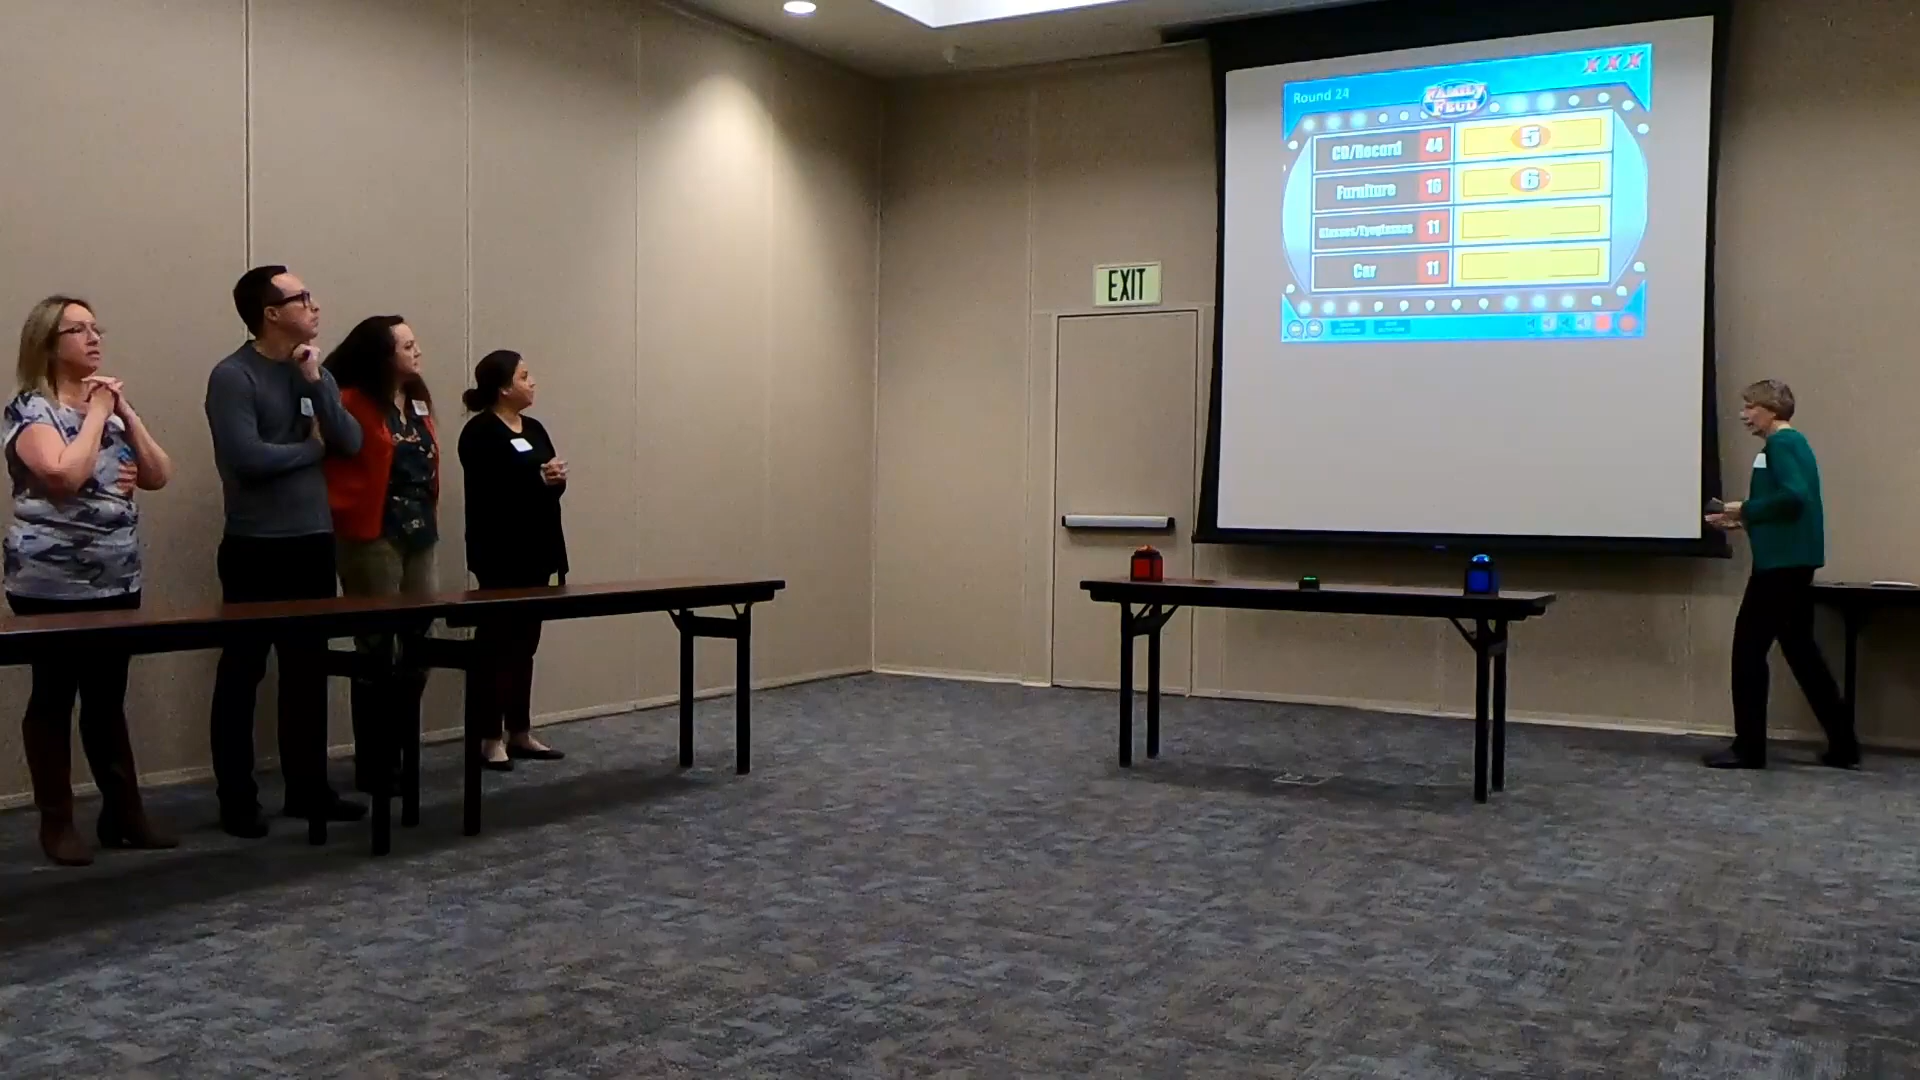 Round 24
FAMILY
FEUD
X X X
CD/Record 44
Furniture 16
Glasses/Eyeglasses 11
Car 11
5
6
EXIT